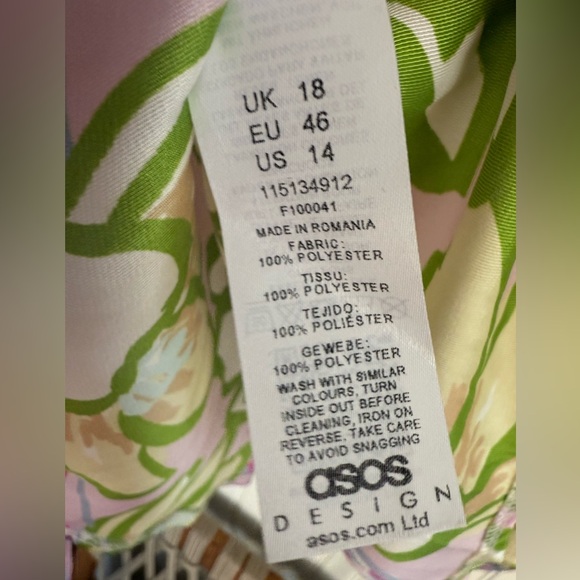 UK 18
EU 46
US 14
115134912
F100041
MADE IN ROMANIA
FABRIC:
100% POLYESTER
TISSU:
100% POLYESTER
TEJIDO:
100% POLIÉSTER
GEWEBE:
100% POLYESTER
WASH WITH SIMILAR
COLOURS, TURN
INSIDE OUT BEFORE
CLEANING, IRON ON
REVERSE, TAKE CARE
TO AVOID SNAGGING
asos
DESIGN
asos.com Ltd